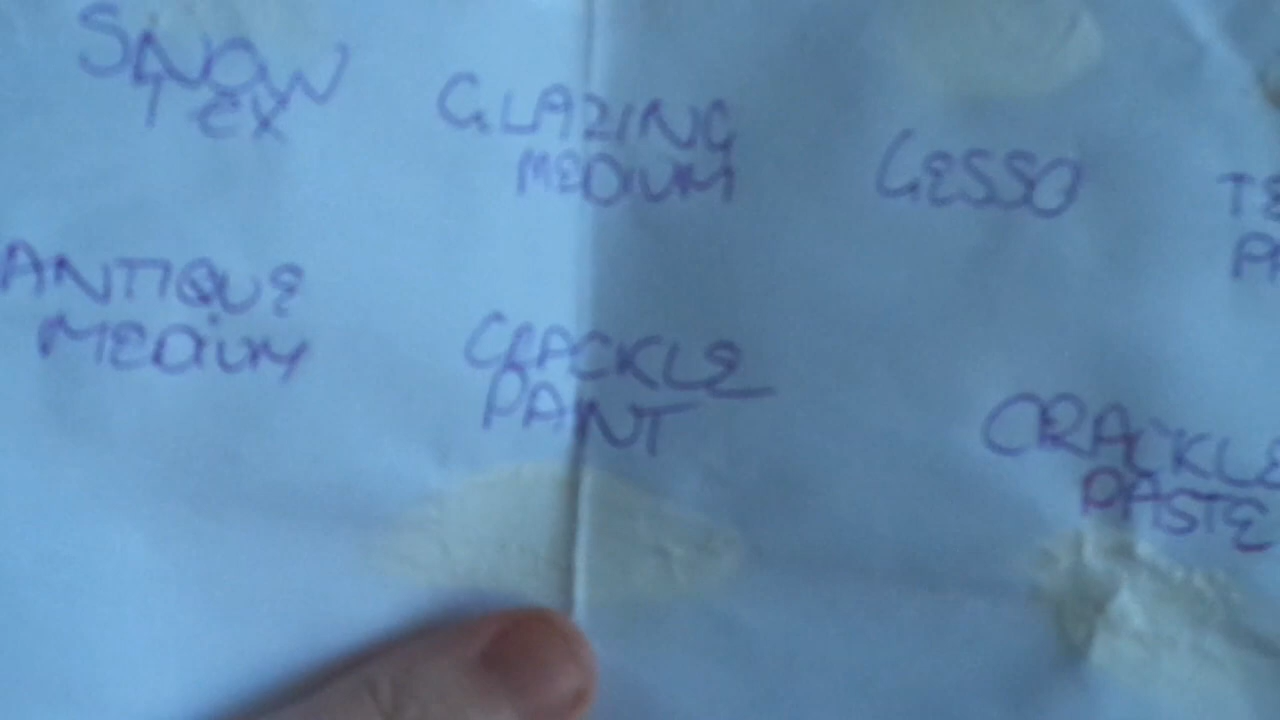 SNOW
TEX
GLAZING
MEDIUM
GESSO
ANTIQUE
MEDIUM
CRACKLE
PAINT
CRACKLE
PASTE